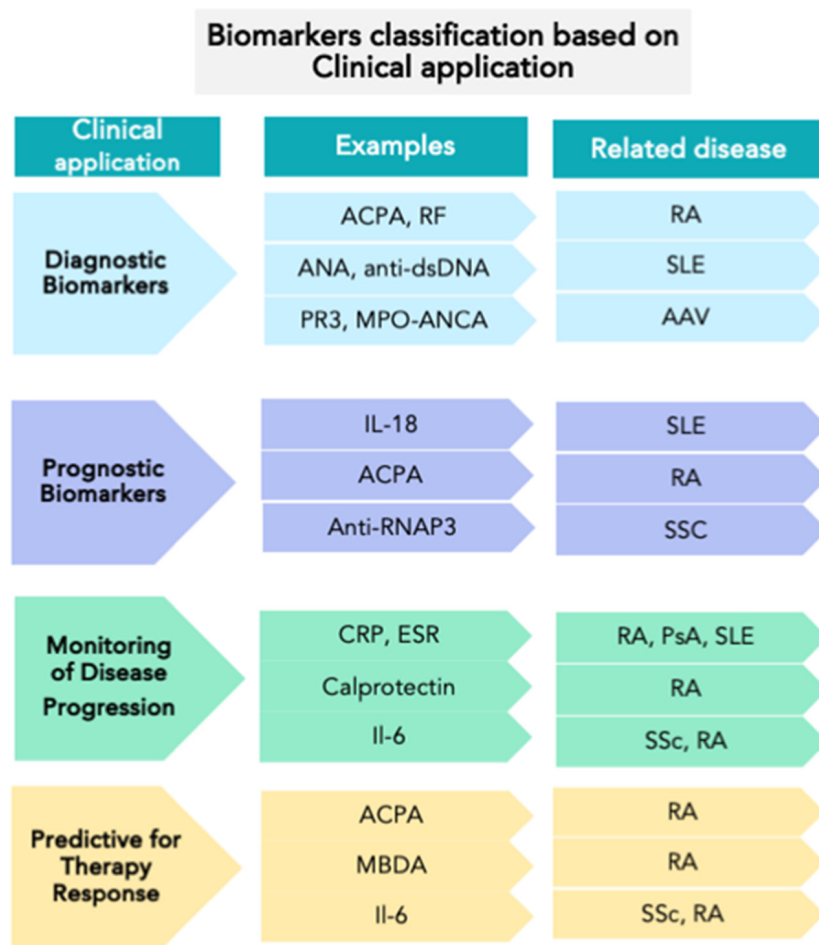 Biomarkers classification based on
Clinical application
Clinical
application
Examples
Related disease
Diagnostic
Biomarkers
ACPA, RF
RA
ANA, anti-dsDNA
SLE
PR3, MPO-ANCA
AAV
Prognostic
Biomarkers
IL-18
SLE
ACPA
RA
Anti-RNAP3
SSC
Monitoring
of Disease
Progression
CRP, ESR
RA, PsA, SLE
Calprotectin
RA
Il-6
SSc, RA
Predictive for
Therapy
Response
ACPA
RA
MBDA
RA
Il-6
SSc, RA